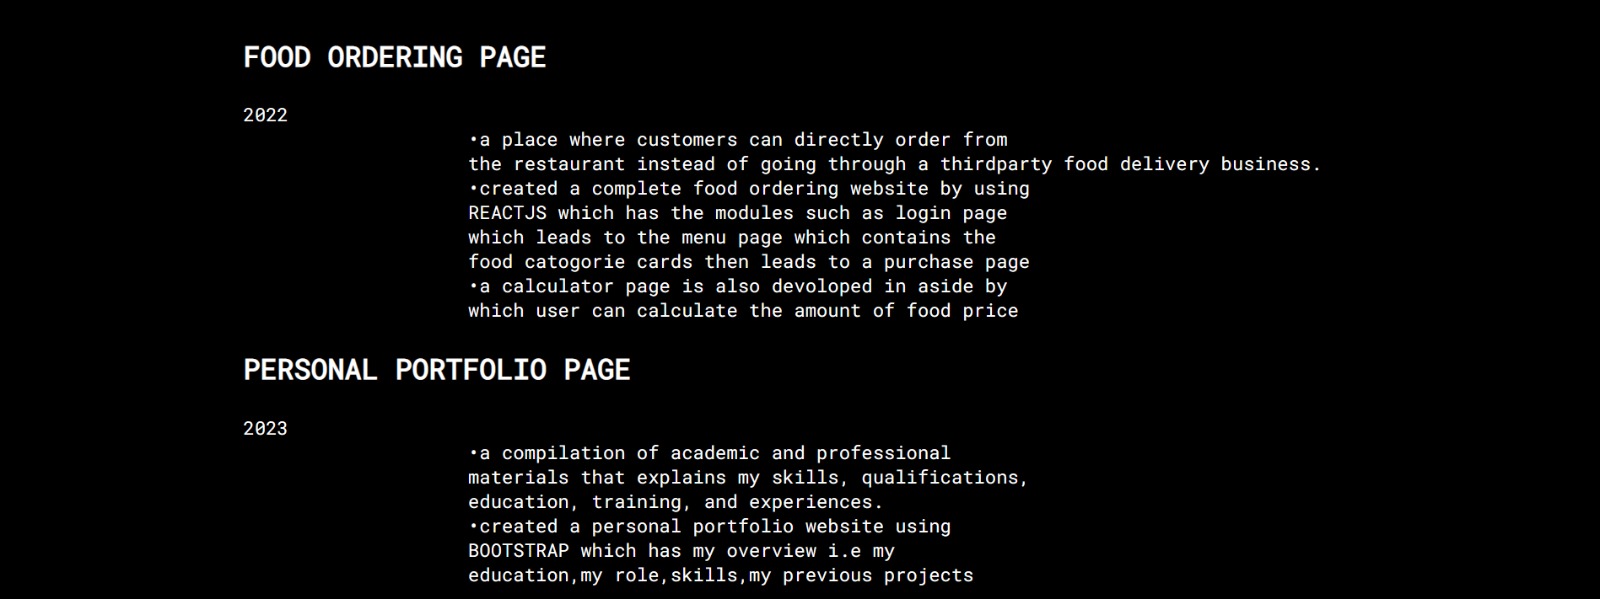 FOOD ORDERING PAGE
2022
•a place where customers can directly order from
the restaurant instead of going through a thirdparty food delivery business.
•created a complete food ordering website by using
REACTJS which has the modules such as login page
which leads to the menu page which contains the
food catogorie cards then leads to a purchase page
•a calculator page is also devoloped in aside by
which user can calculate the amount of food price
PERSONAL PORTFOLIO PAGE
2023
•a compilation of academic and professional
materials that explains my skills, qualifications,
education, training, and experiences.
•created a personal portfolio website using
BOOTSTRAP which has my overview i.e my
education,my role,skills,my previous projects